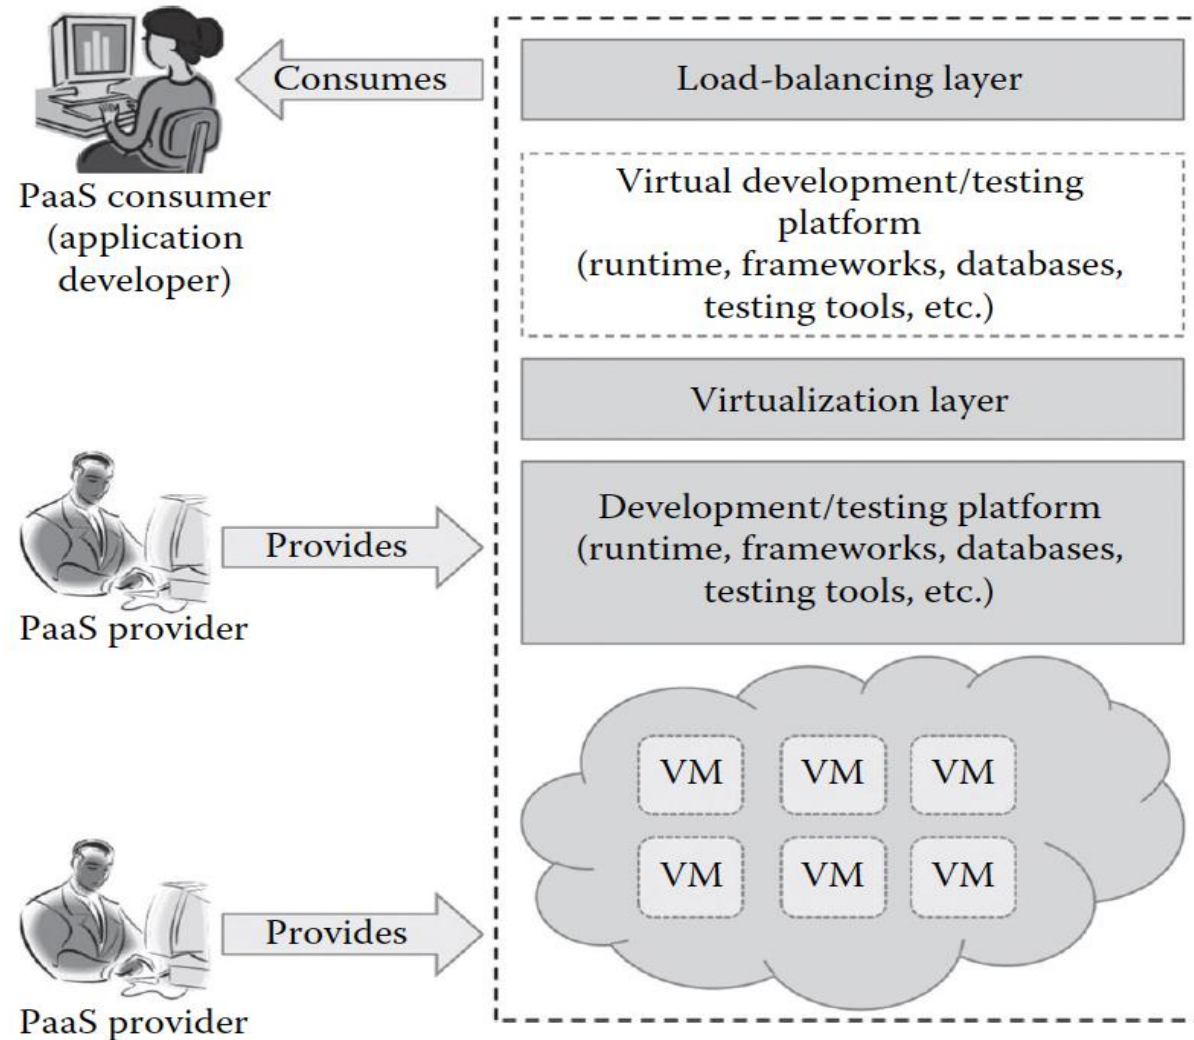 Consumes
PaaS consumer
(application
developer)
Load-balancing layer
Virtual development/testing
platform
(runtime, frameworks, databases,
testing tools, etc.)
Virtualization layer
Provides
PaaS provider
Development/testing platform
(runtime, frameworks, databases,
testing tools, etc.)
VM VM VM
VM VM VM
Provides
PaaS provider